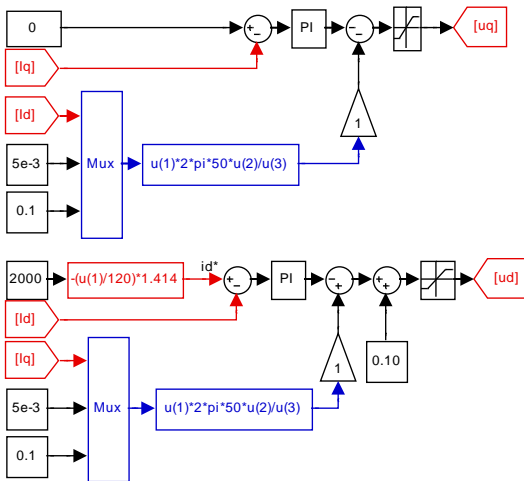 0
+
−
PI
−
−
[uq]
[Iq]
[Id]
1
5e-3
Mux
u(1)*2*pi*50*u(2)/u(3)
0.1
id*
2000
-(u(1)/120)*1.414
+
−
PI
−
+
+
+
[ud]
[Id]
[Iq]
1
0.10
5e-3
Mux
u(1)*2*pi*50*u(2)/u(3)
0.1